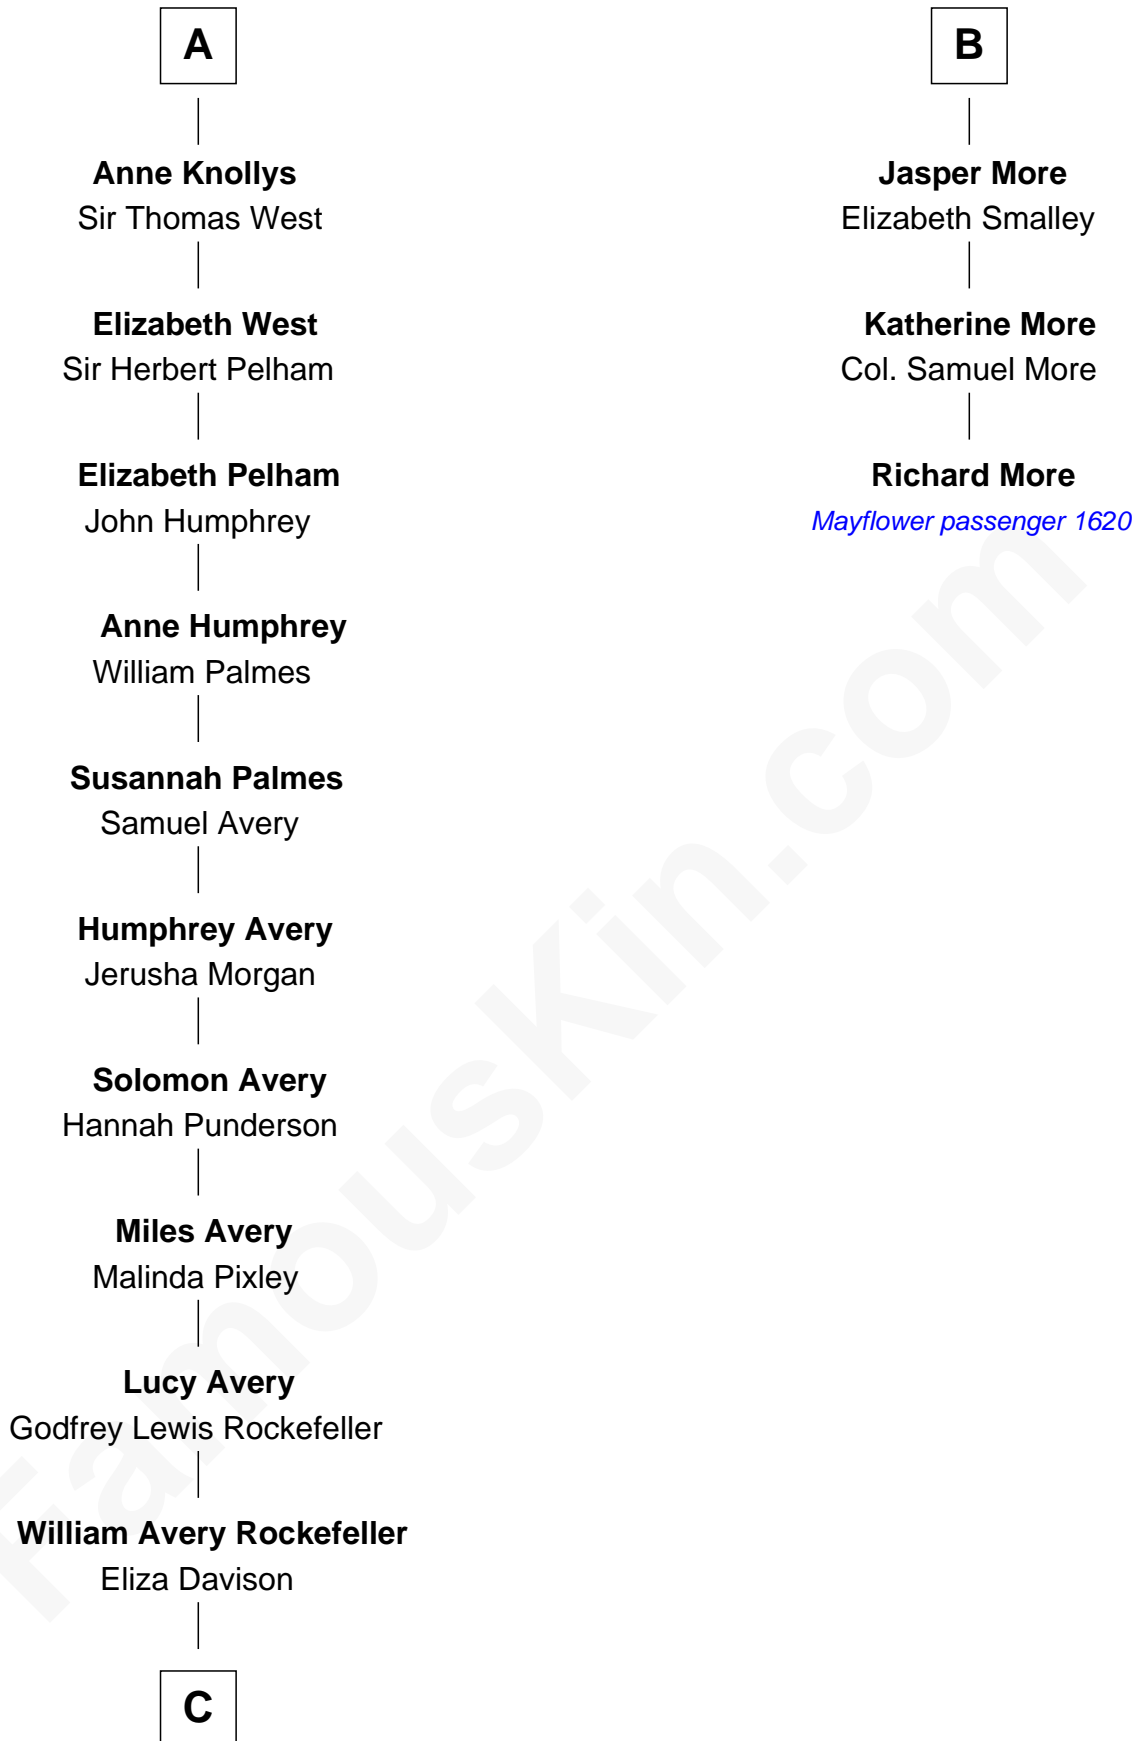 A
Anne Knollys
Sir Thomas West
Elizabeth West
Sir Herbert Pelham
Elizabeth Pelham
John Humphrey
Anne Humphrey
William Palmes
Susannah Palmes
Samuel Avery
Humphrey Avery
Jerusha Morgan
Solomon Avery
Hannah Punderson
Miles Avery
Malinda Pixley
Lucy Avery
Godfrey Lewis Rockefeller
William Avery Rockefeller
Eliza Davison
C
B
Jasper More
Elizabeth Smalley
Katherine More
Col. Samuel More
Richard More
Mayflower passenger 1620
FamousKin.com